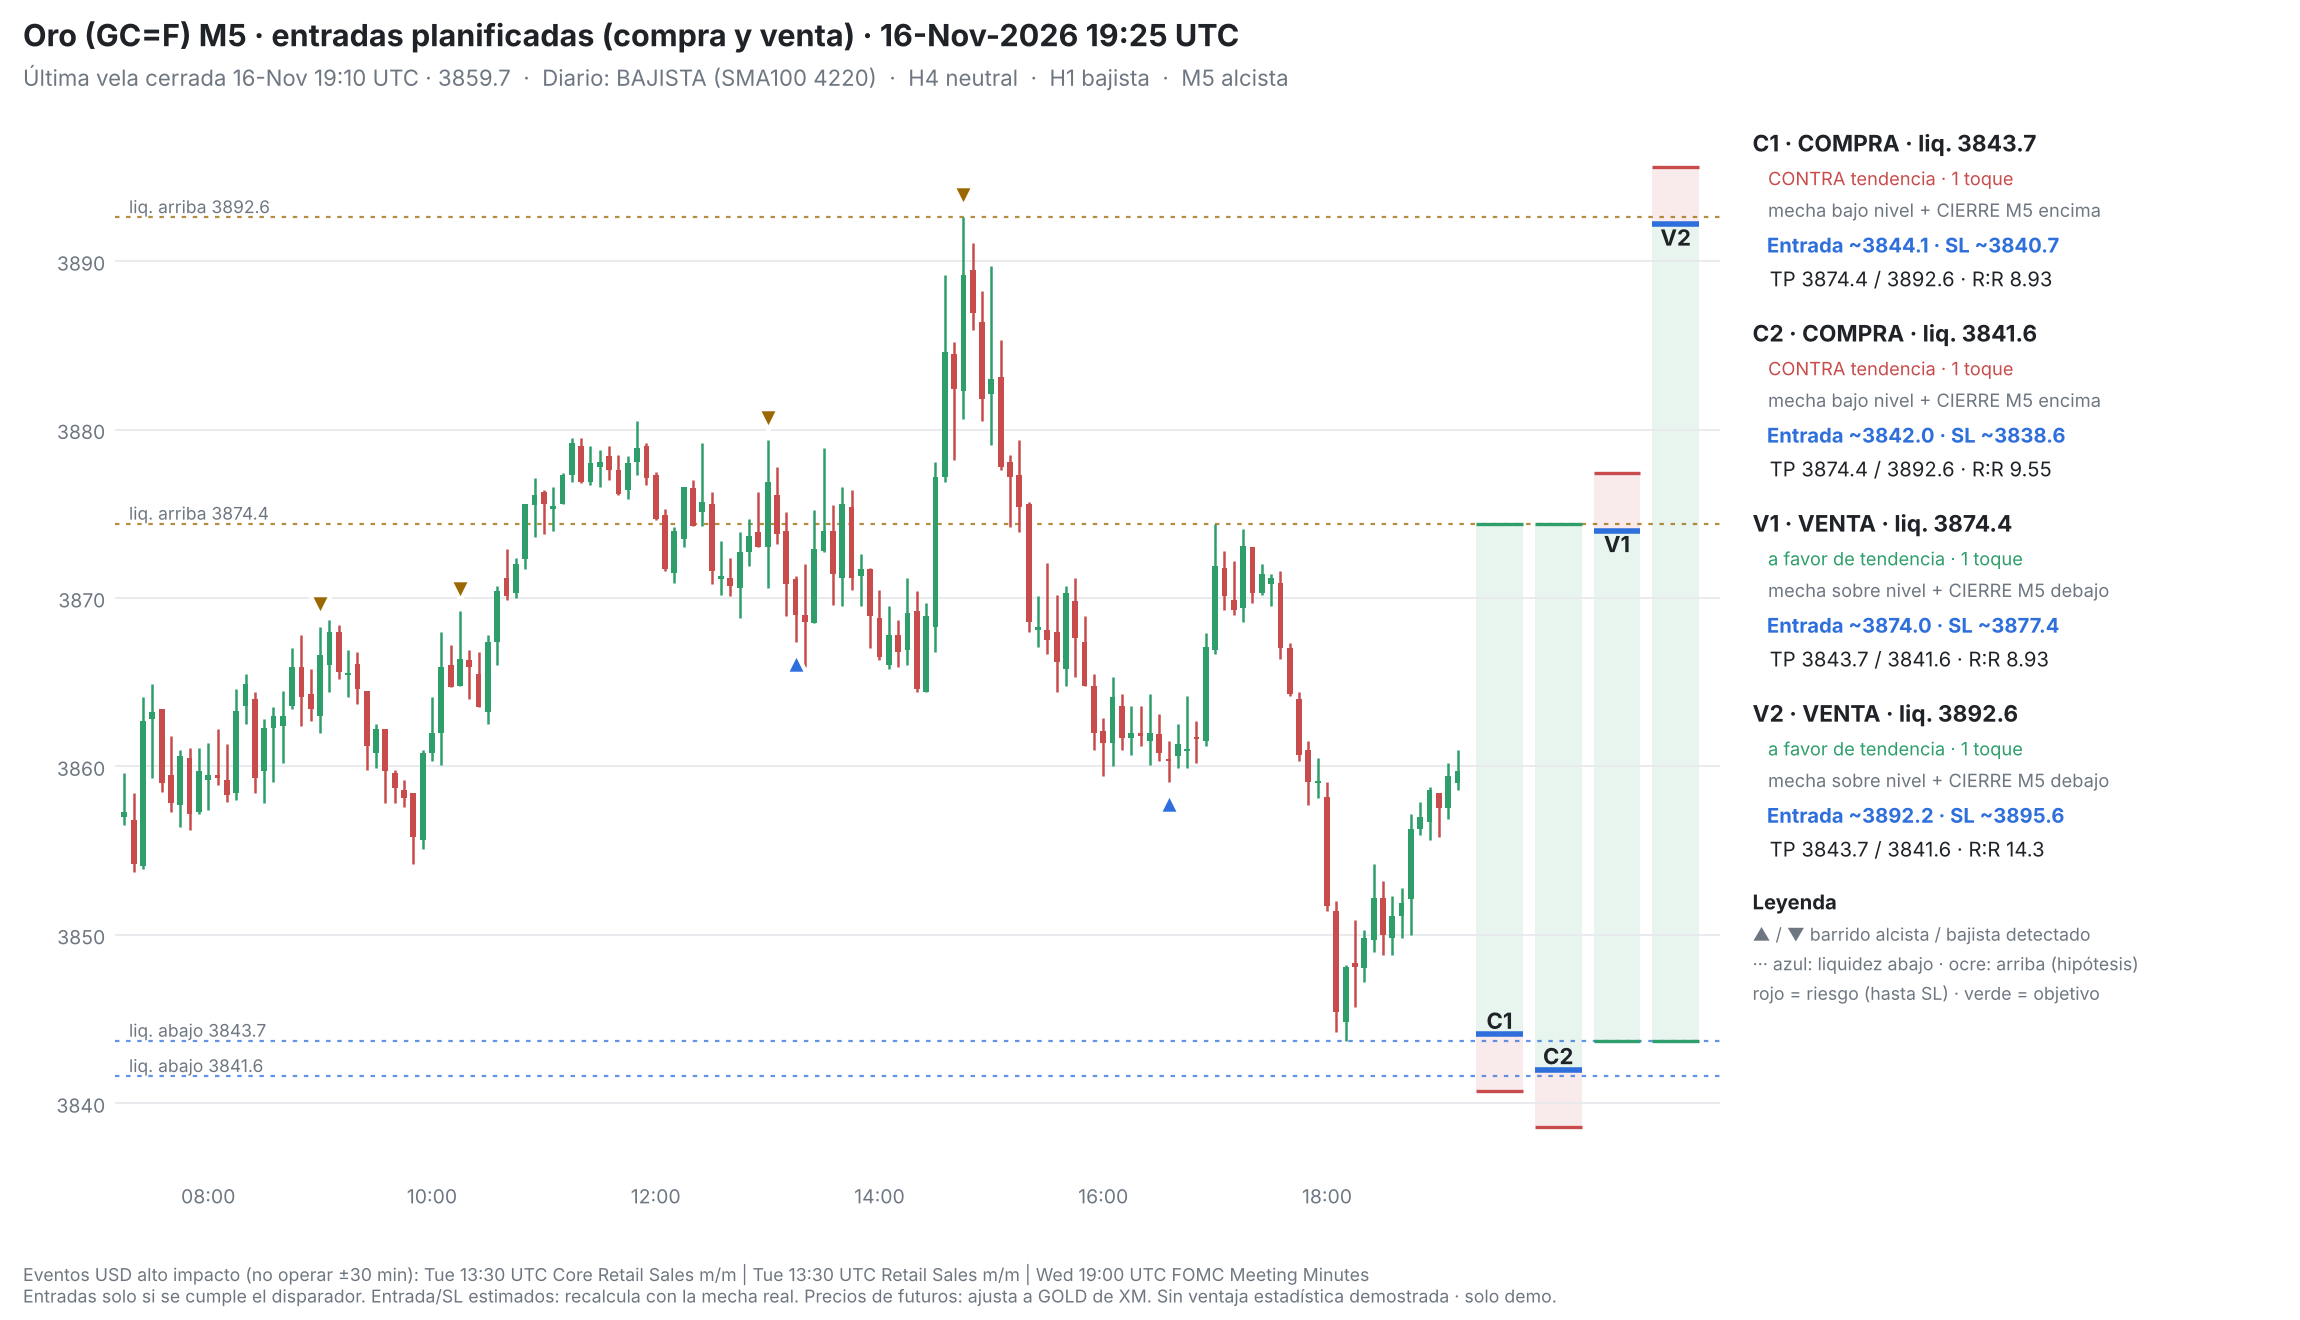 Oro (GC=F) M5 · entradas planificadas (compra y venta) · 16-Nov-2026 19:25 UTC
Última vela cerrada 16-Nov 19:10 UTC · 3859.7 · Diario: BAJISTA (SMA100 4220) · H4 neutral · H1 bajista · M5 alcista
liq. arriba 3892.6
3890
3880
liq. arriba 3874.4
3870
3860
3850
liq. abajo 3843.7
liq. abajo 3841.6
3840
C1
C2
V1
V2
08:00
10:00
12:00
14:00
16:00
18:00
C1 · COMPRA · liq. 3843.7
CONTRA tendencia · 1 toque
mecha bajo nivel + CIERRE M5 encima
Entrada ~3844.1 · SL ~3840.7
TP 3874.4 / 3892.6 · R:R 8.93
C2 · COMPRA · liq. 3841.6
CONTRA tendencia · 1 toque
mecha bajo nivel + CIERRE M5 encima
Entrada ~3842.0 · SL ~3838.6
TP 3874.4 / 3892.6 · R:R 9.55
V1 · VENTA · liq. 3874.4
a favor de tendencia · 1 toque
mecha sobre nivel + CIERRE M5 debajo
Entrada ~3874.0 · SL ~3877.4
TP 3843.7 / 3841.6 · R:R 8.93
V2 · VENTA · liq. 3892.6
a favor de tendencia · 1 toque
mecha sobre nivel + CIERRE M5 debajo
Entrada ~3892.2 · SL ~3895.6
TP 3843.7 / 3841.6 · R:R 14.3
Leyenda
▲ / ▼ barrido alcista / bajista detectado
··· azul: liquidez abajo · ocre: arriba (hipótesis)
rojo = riesgo (hasta SL) · verde = objetivo
Eventos USD alto impacto (no operar ±30 min): Tue 13:30 UTC Core Retail Sales m/m | Tue 13:30 UTC Retail Sales m/m | Wed 19:00 UTC FOMC Meeting Minutes
Entradas solo si se cumple el disparador. Entrada/SL estimados: recalcula con la mecha real. Precios de futuros: ajusta a GOLD de XM. Sin ventaja estadística demostrada · solo demo.